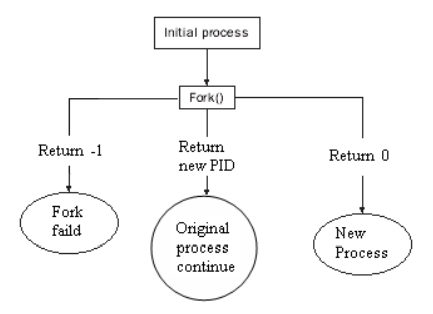 Initial process
Fork()
Return -1
Return
new PID
Return 0
Fork
faild
Original
process
continue
New
Process